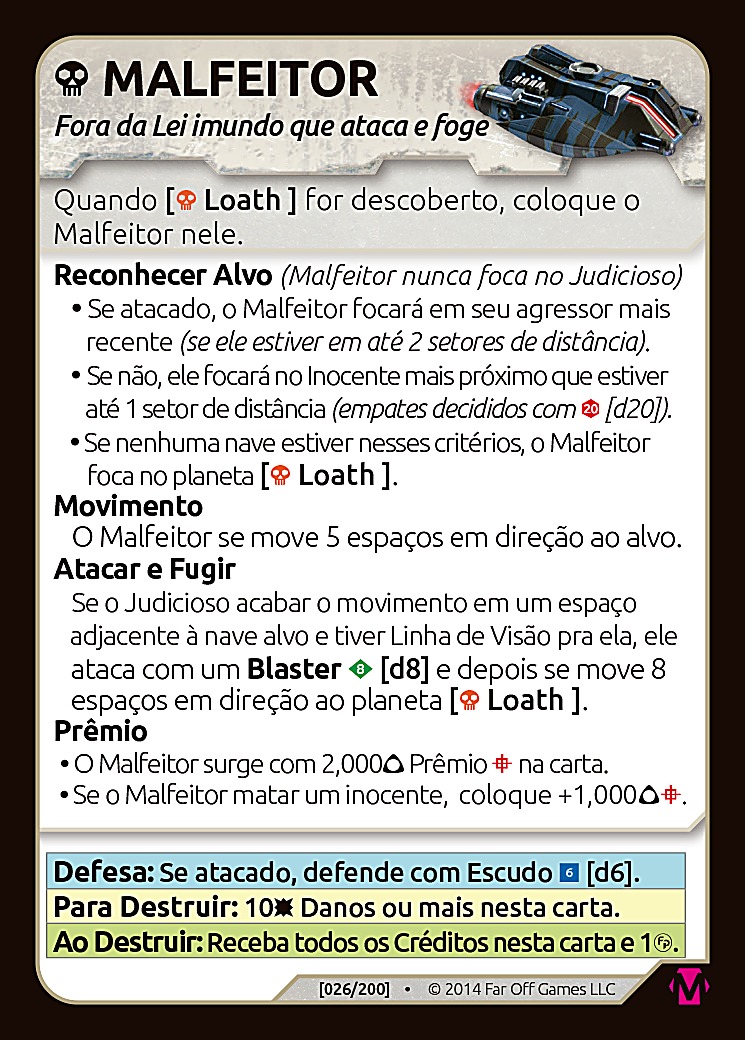 MALFEITOR
Fora da Lei imundo que ataca e foge
Quando [ Loath ] for descoberto, coloque o
Malfeitor nele.
Reconhecer Alvo (Malfeitor nunca foca no Judicioso)
• Se atacado, o Malfeitor focará em seu agressor mais
recente (se ele estiver em até 2 setores de distância).
• Se não, ele focará no Inocente mais próximo que estiver
até 1 setor de distância (empates decididos com 20 [d20]).
• Se nenhuma nave estiver nesses critérios, o Malfeitor
foca no planeta [ Loath ].
Movimento
O Malfeitor se move 5 espaços em direção ao alvo.
Atacar e Fugir
Se o Judicioso acabar o movimento em um espaço
adjacente à nave alvo e tiver Linha de Visão pra ela, ele
ataca com um Blaster 8 [d8] e depois se move 8
espaços em direção ao planeta [ Loath ].
Prêmio
• O Malfeitor surge com 2,000 Prêmio na carta.
• Se o Malfeitor matar um inocente, coloque +1,000.
Defesa: Se atacado, defende com Escudo 6 [d6].
Para Destruir: 10 Danos ou mais nesta carta.
Ao Destruir: Receba todos os Créditos nesta carta e 1 FP.
[026/200] • © 2014 Far Off Games LLC
M